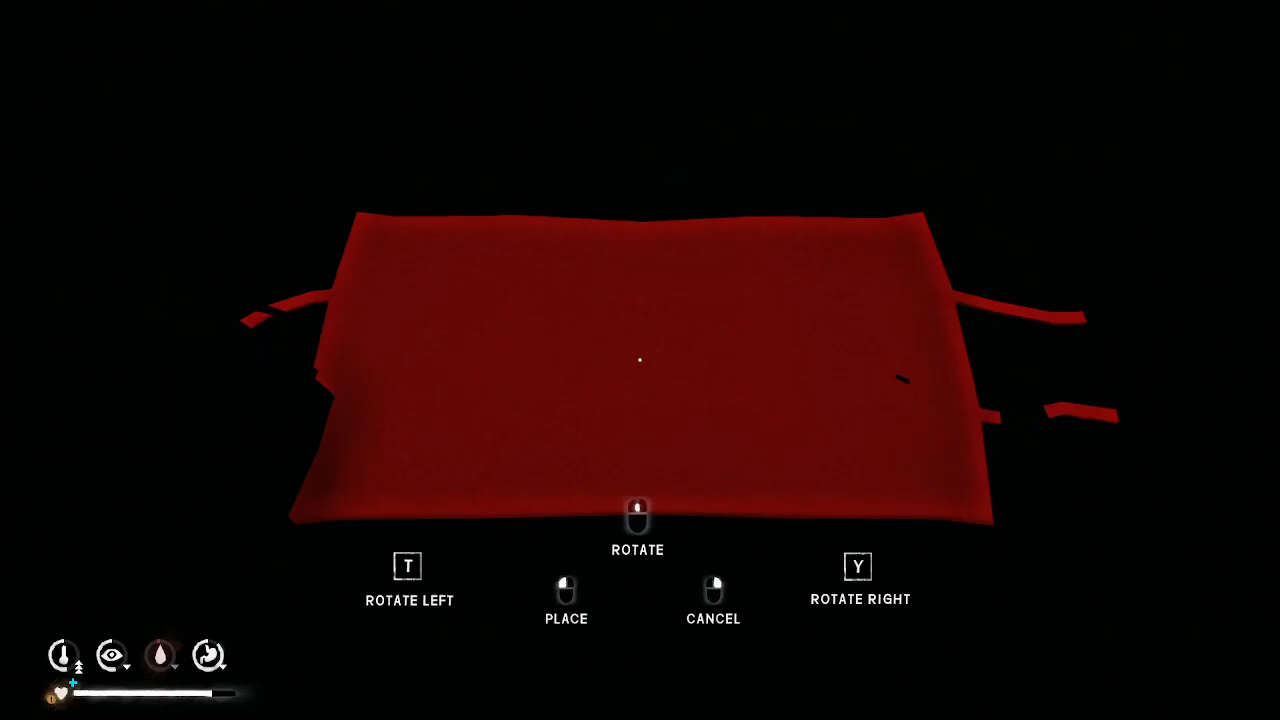 ROTATE
T
Y
ROTATE LEFT
ROTATE RIGHT
PLACE
CANCEL